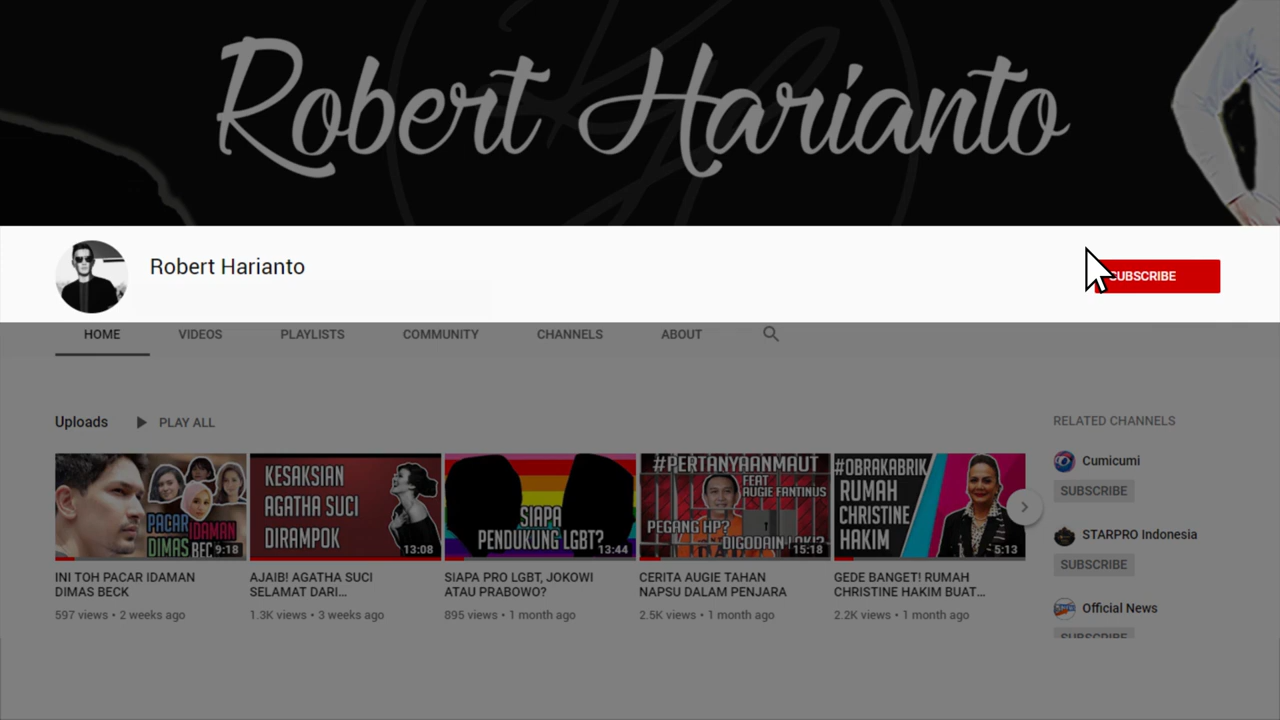 Robert Harianto
Robert Harianto
SUBSCRIBE
HOME
VIDEOS
PLAYLISTS
COMMUNITY
CHANNELS
ABOUT
Uploads
PLAY ALL
RELATED CHANNELS
PACAR IDAMAN
DIMAS BECK
9:18
INI TOH PACAR IDAMAN
DIMAS BECK
597 views • 2 weeks ago
KESAKSIAN
AGATHA SUCI
DIRAMPOK
13:08
AJAIB! AGATHA SUCI
SELAMAT DARI...
1.3K views • 3 weeks ago
SIAPA
PENDUKUNG LGBT?
13:44
SIAPA PRO LGBT, JOKOWI
ATAU PRABOWO?
895 views • 1 month ago
#PERTANYAANMAUT
FEAT
AUGIE FANTINUS
PEGANG HP?
DIGODAIN LAKI?
15:18
CERITA AUGIE TAHAN
NAPSU DALAM PENJARA
2.5K views • 1 month ago
#OBRAKABRIK
RUMAH
CHRISTINE
HAKIM
5:13
GEDE BANGET! RUMAH
CHRISTINE HAKIM BUAT...
2.2K views • 1 month ago
Cumicumi
SUBSCRIBE
STARPRO Indonesia
SUBSCRIBE
Official News
SUBSCRIBE